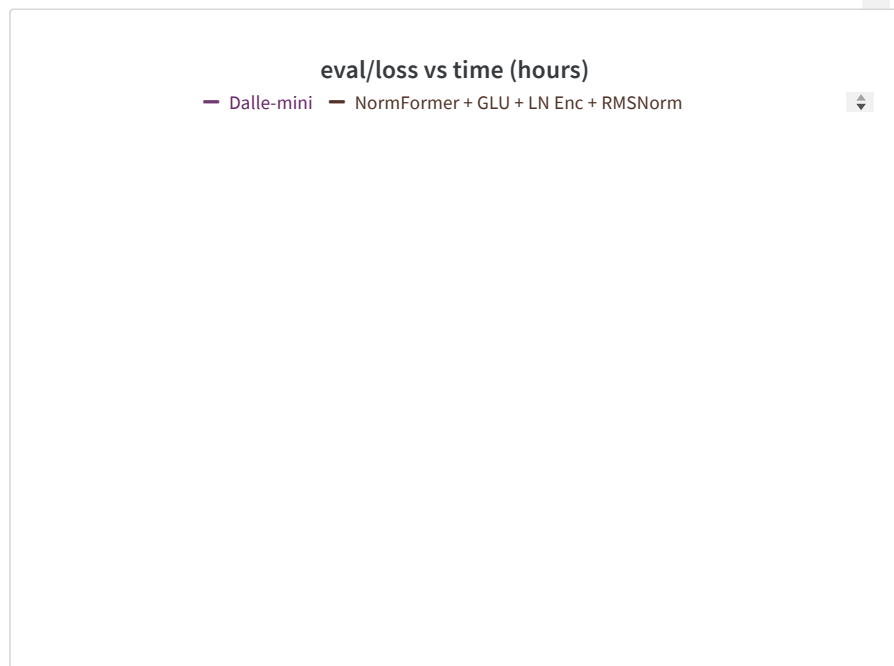 eval/loss vs time (hours)
Dalle-mini NormFormer + GLU + LN Enc + RMSNorm